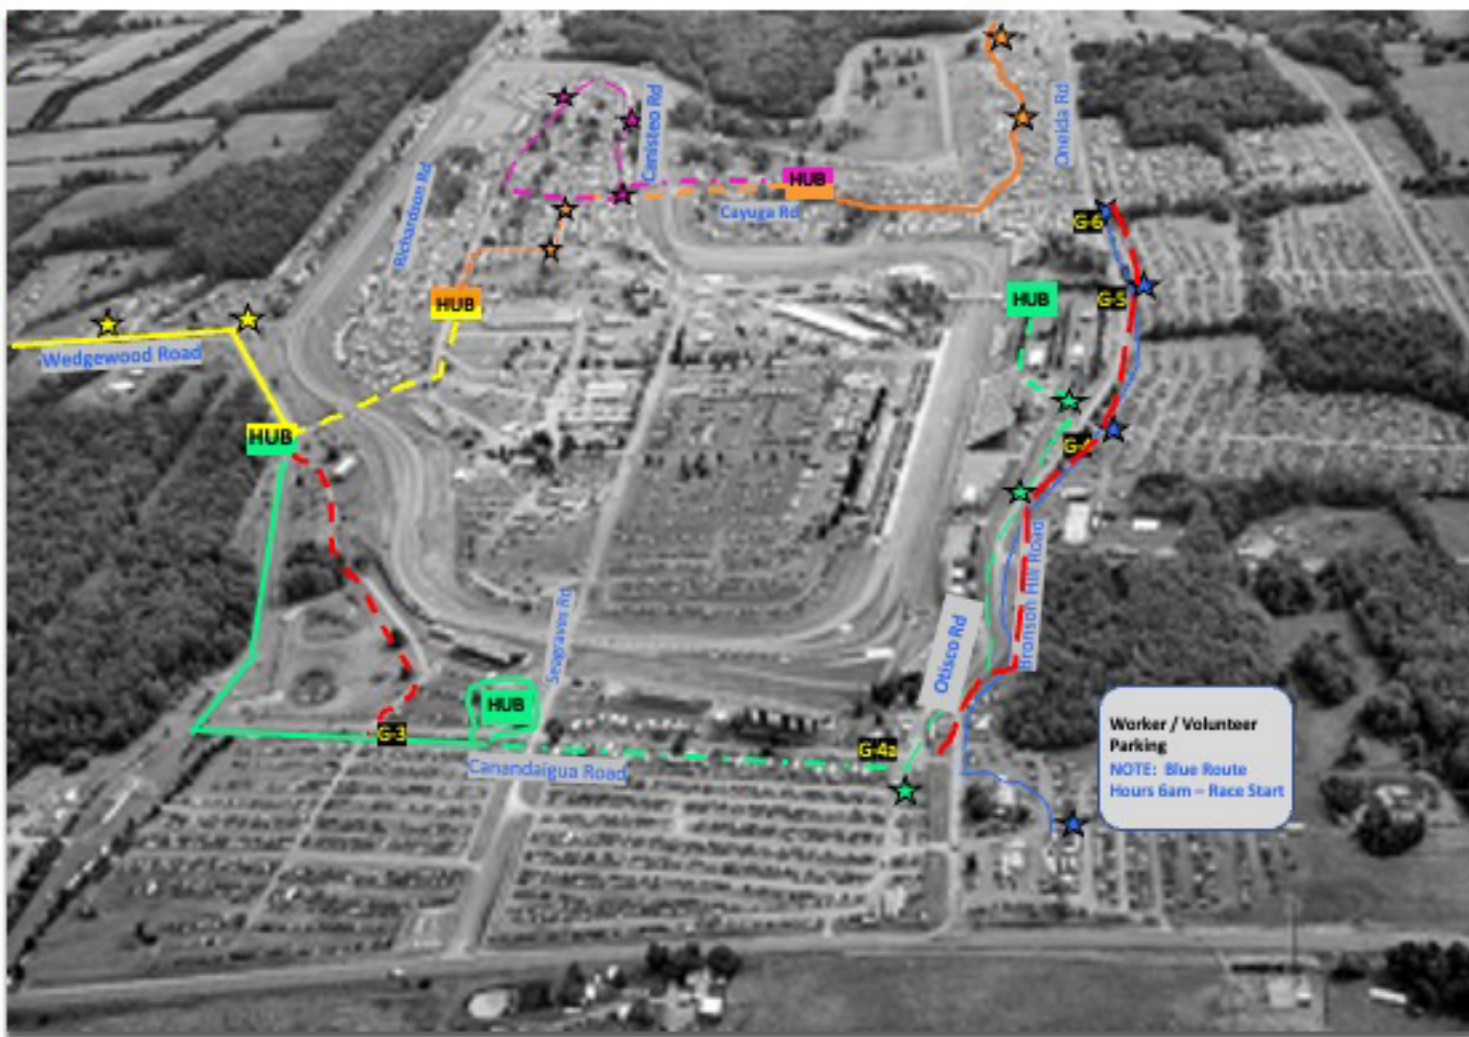 Canisteo Rd
Oneida Rd
HUB
Richardson Rd
Cayuga Rd
G-6
HUB
HUB
G-5
Wedgewood Road
HUB
G-4
Bronson Hill Road
Seagraves Rd
Otisco Rd
HUB
G-3
G-4a
Canandaigua Road
Worker / Volunteer
Parking
NOTE: Blue Route
Hours 6am – Race Start